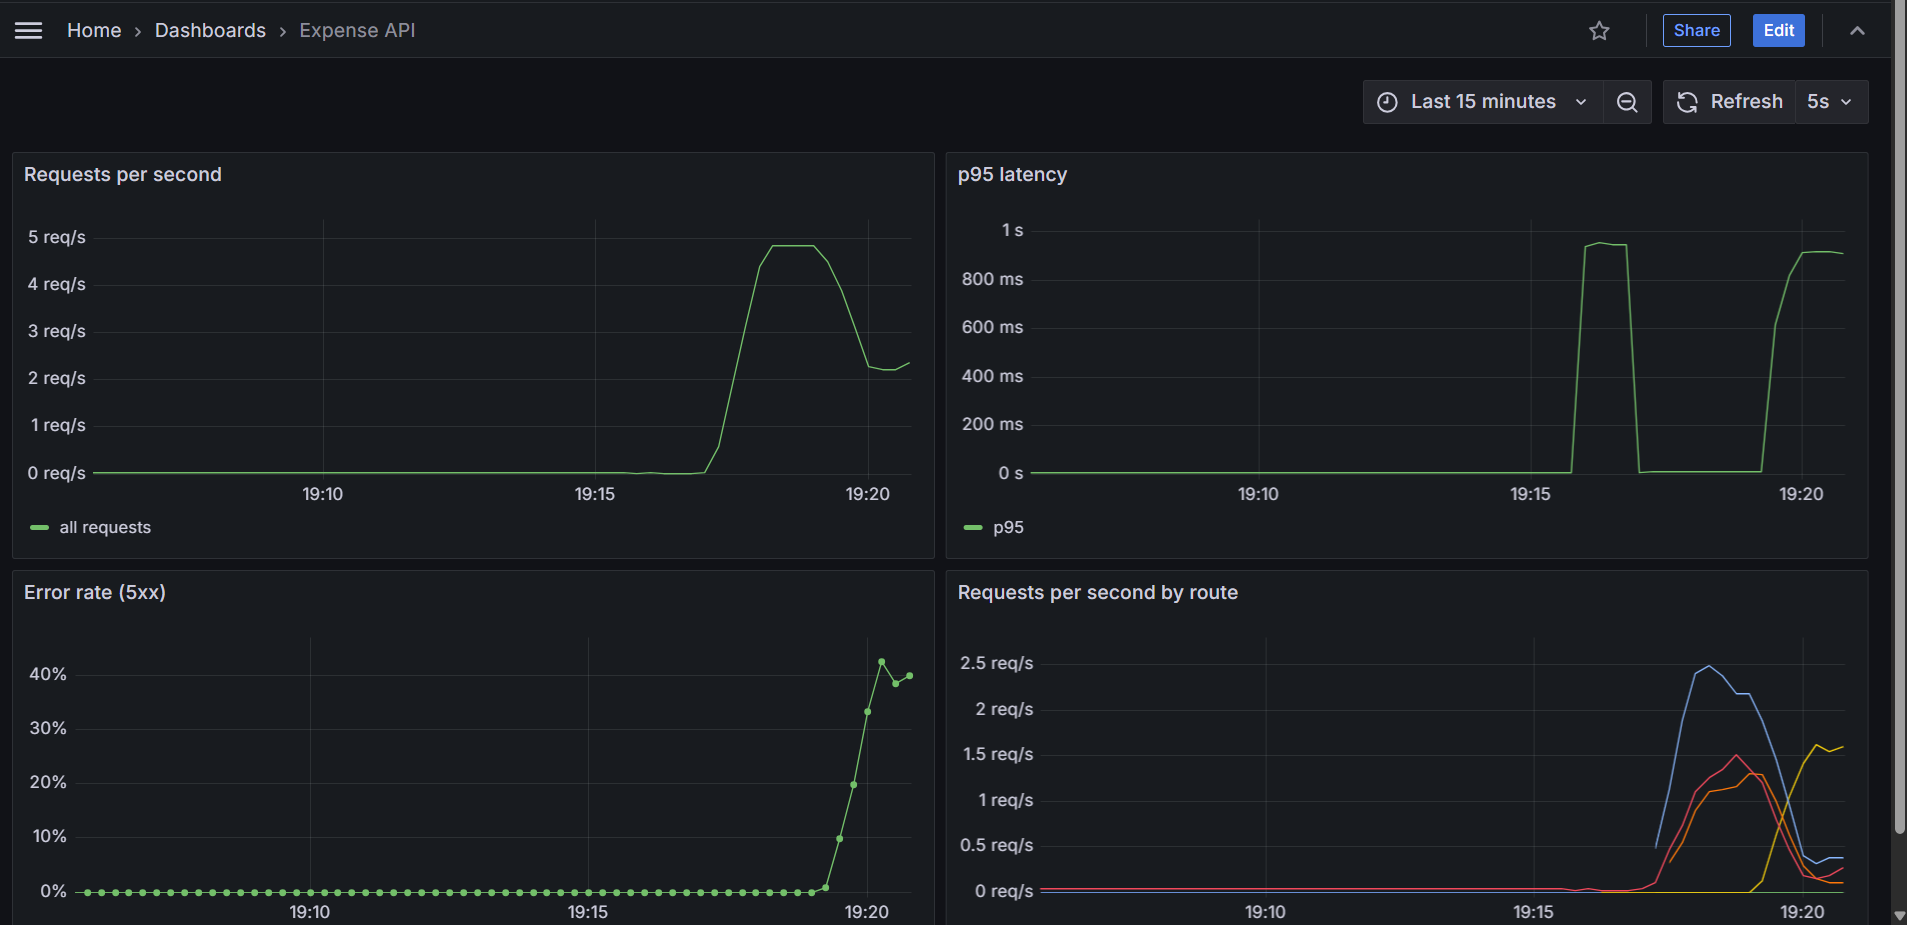 Home › Dashboards › Expense API
Share
Edit
Last 15 minutes
Refresh
5s
Requests per second
5 req/s
4 req/s
3 req/s
2 req/s
1 req/s
0 req/s
19:10 19:15 19:20
all requests
p95 latency
1 s
800 ms
600 ms
400 ms
200 ms
0 s
19:10 19:15 19:20
p95
Error rate (5xx)
40%
30%
20%
10%
0%
19:10 19:15 19:20
Requests per second by route
2.5 req/s
2 req/s
1.5 req/s
1 req/s
0.5 req/s
0 req/s
19:10 19:15 19:20